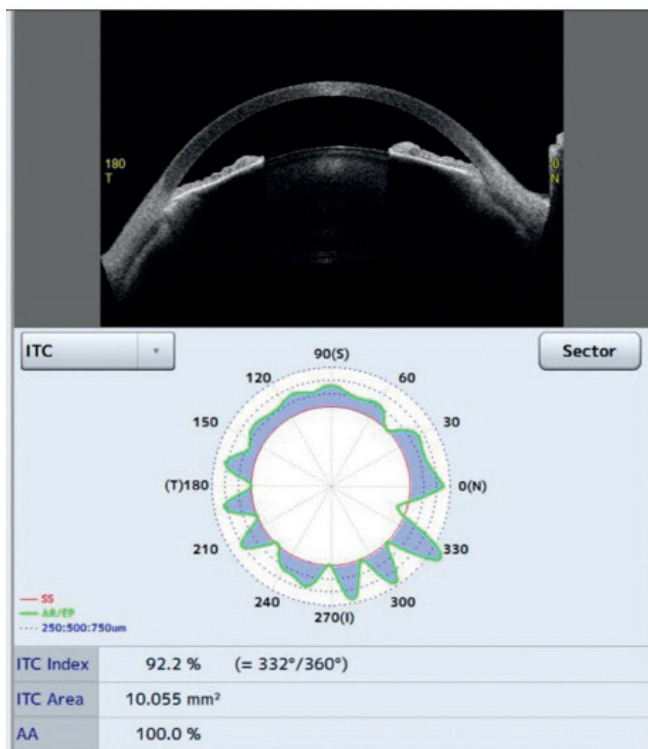 180
T
0
N
ITC
Sector
90(S)
120
60
150
30
(T)180
0(N)
210
330
240
300
270(I)
SS
AR/EP
250:500:750um
ITC Index 92.2 % (= 332°/360°)
ITC Area 10.055 mm²
AA 100.0 %